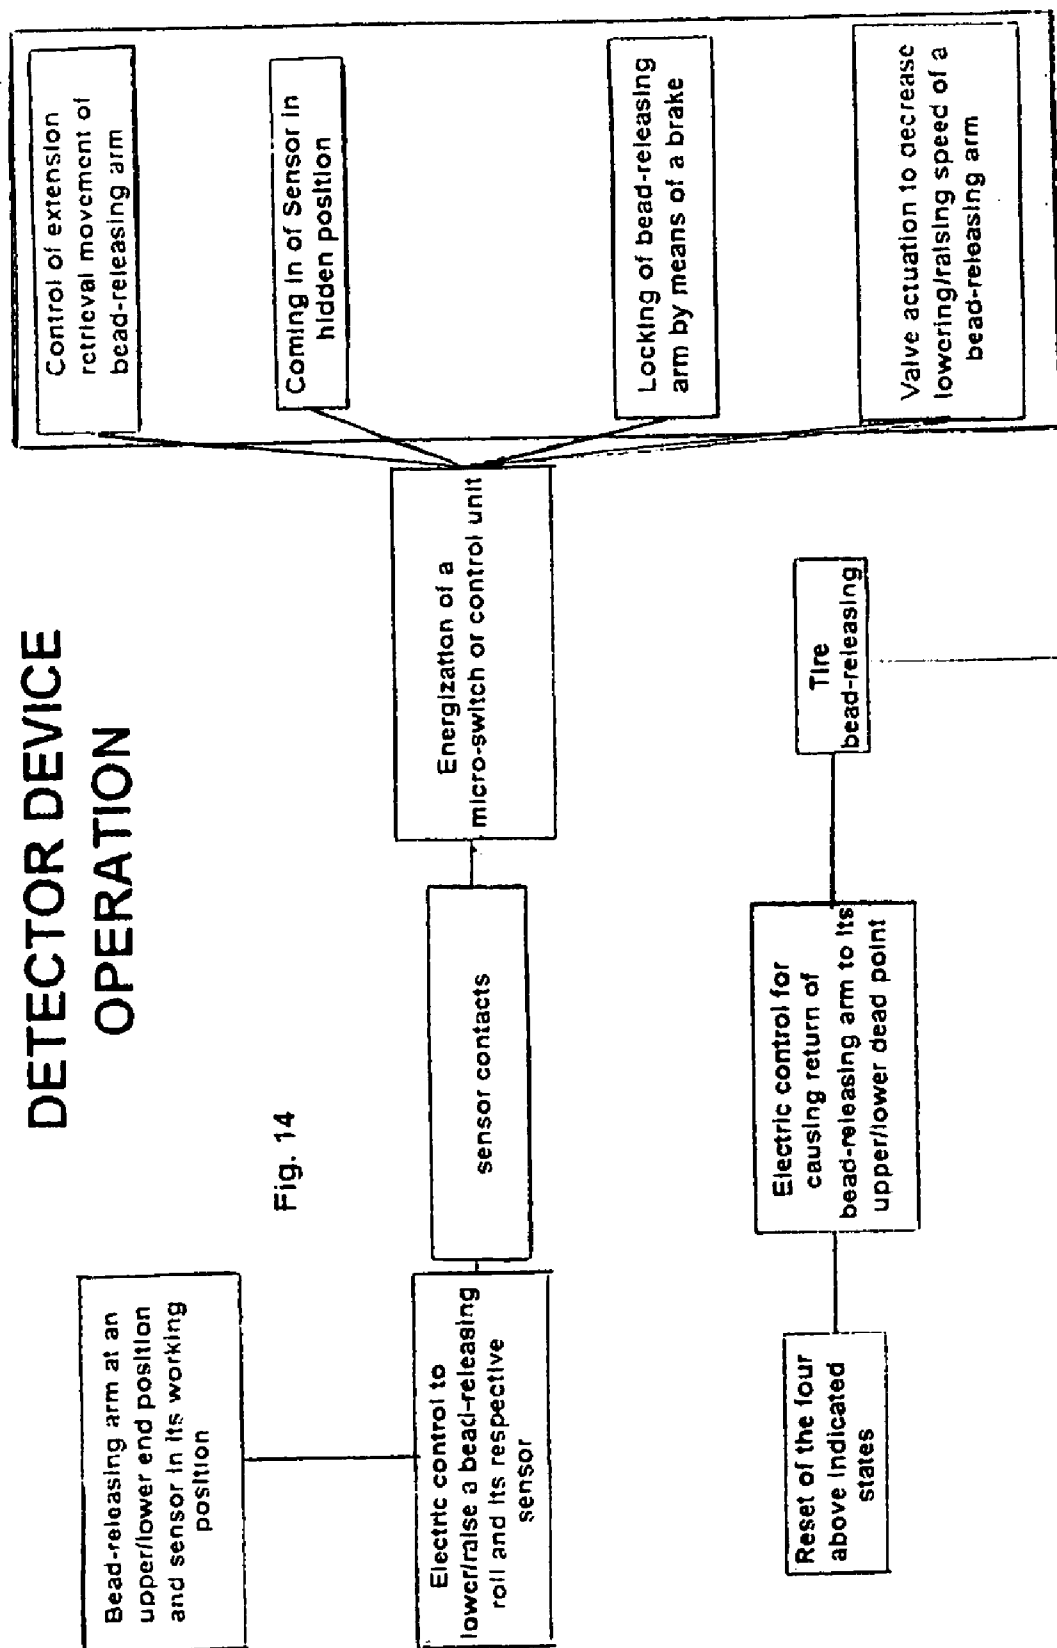 DETECTOR DEVICE
OPERATION
Fig. 14
Bead-releasing arm at an
upper/lower end position
and sensor in its working
position
Electric control to
lower/raise a bead-releasing
roll and its respective
sensor
sensor contacts
Energization of a
micro-switch or control unit
Control of extension
retrieval movement of
bead-releasing arm
Coming in of Sensor in
hidden position
Locking of bead-releasing
arm by means of a brake
Valve actuation to decrease
lowering/raising speed of a
bead-releasing arm
Reset of the four
above indicated
states
Electric control for
causing return of
bead-releasing arm to its
upper/lower dead point
Tire
bead-releasing